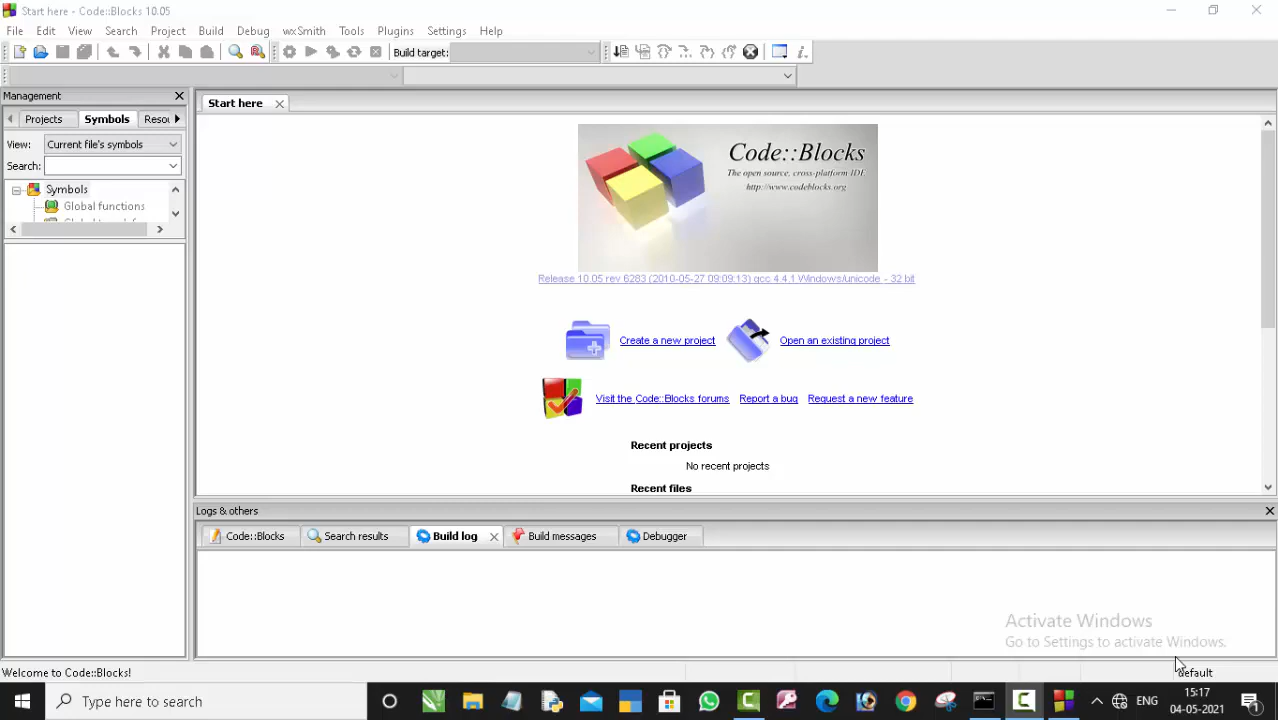 Start here - Code::Blocks 10.05
File Edit View Search Project Build Debug wxSmith Tools Plugins Settings Help
Build target:
Management
Start here
Projects Symbols Resou
View: Current file's symbols
Search:
Symbols
Global functions
Code::Blocks
The open source, cross-platform IDE
http://www.codeblocks.org
Release 10.05 rev 6283 (2010-05-27 09:09:13) gcc 4.4.1 Windows/unicode - 32 bit
Create a new project Open an existing project
Visit the Code::Blocks forums Report a bug Request a new feature
Recent projects
No recent projects
Recent files
Logs & others
Code::Blocks Search results Build log Build messages Debugger
Activate Windows
Go to Settings to activate Windows.
Welcome to Code::Blocks! default
Type here to search
ENG
15:17
04-05-2021
1